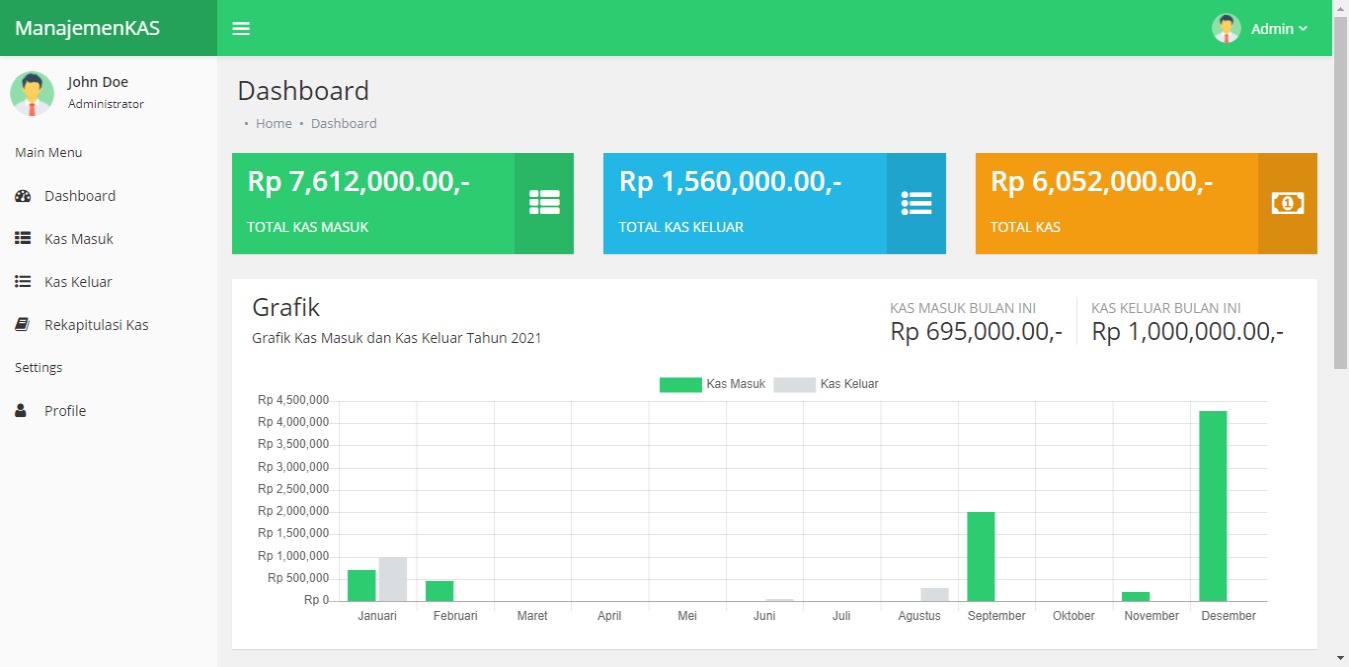 ManajemenKAS
Admin
John Doe
Administrator
Main Menu
Dashboard
Kas Masuk
Kas Keluar
Rekapitulasi Kas
Settings
Profile
Dashboard
• Home • Dashboard
Rp 7,612,000.00,-
TOTAL KAS MASUK
Rp 1,560,000.00,-
TOTAL KAS KELUAR
Rp 6,052,000.00,-
TOTAL KAS
1
Grafik
Grafik Kas Masuk dan Kas Keluar Tahun 2021
KAS MASUK BULAN INI
Rp 695,000.00,-
KAS KELUAR BULAN INI
Rp 1,000,000.00,-
Kas Masuk Kas Keluar
Rp 4,500,000
Rp 4,000,000
Rp 3,500,000
Rp 3,000,000
Rp 2,500,000
Rp 2,000,000
Rp 1,500,000
Rp 1,000,000
Rp 500,000
Rp 0
Januari Februari Maret April Mei Juni Juli Agustus September Oktober November Desember